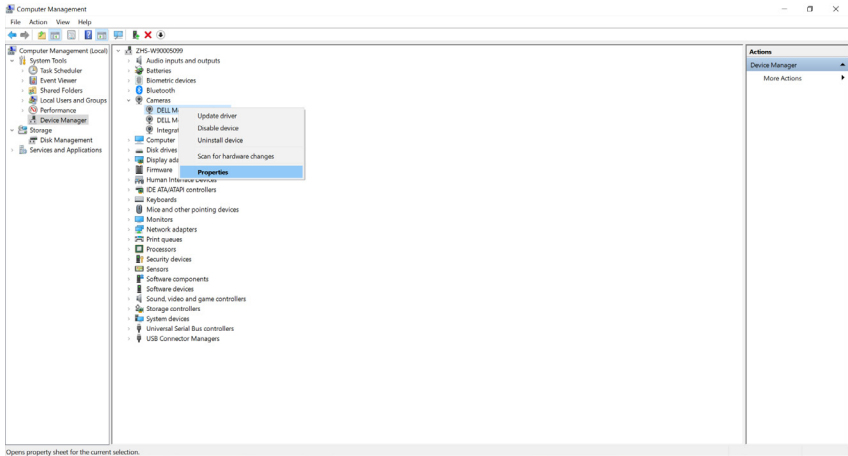 Computer Management
File Action View Help
Computer Management (Local)
System Tools
Task Scheduler
Event Viewer
Shared Folders
Local Users and Groups
Performance
Device Manager
Storage
Disk Management
Services and Applications
ZHS-W90005099
Audio inputs and outputs
Batteries
Biometric devices
Bluetooth
Cameras
DELL M
DELL M
Integrat
Computer
Disk drives
Display ada
Firmware
Human Interface Devices
IDE ATA/ATAPI controllers
Keyboards
Mice and other pointing devices
Monitors
Network adapters
Print queues
Processors
Security devices
Sensors
Software components
Software devices
Sound, video and game controllers
Storage controllers
System devices
Universal Serial Bus controllers
USB Connector Managers
Update driver
Disable device
Uninstall device
Scan for hardware changes
Properties
Actions
Device Manager
More Actions
Opens property sheet for the current selection.